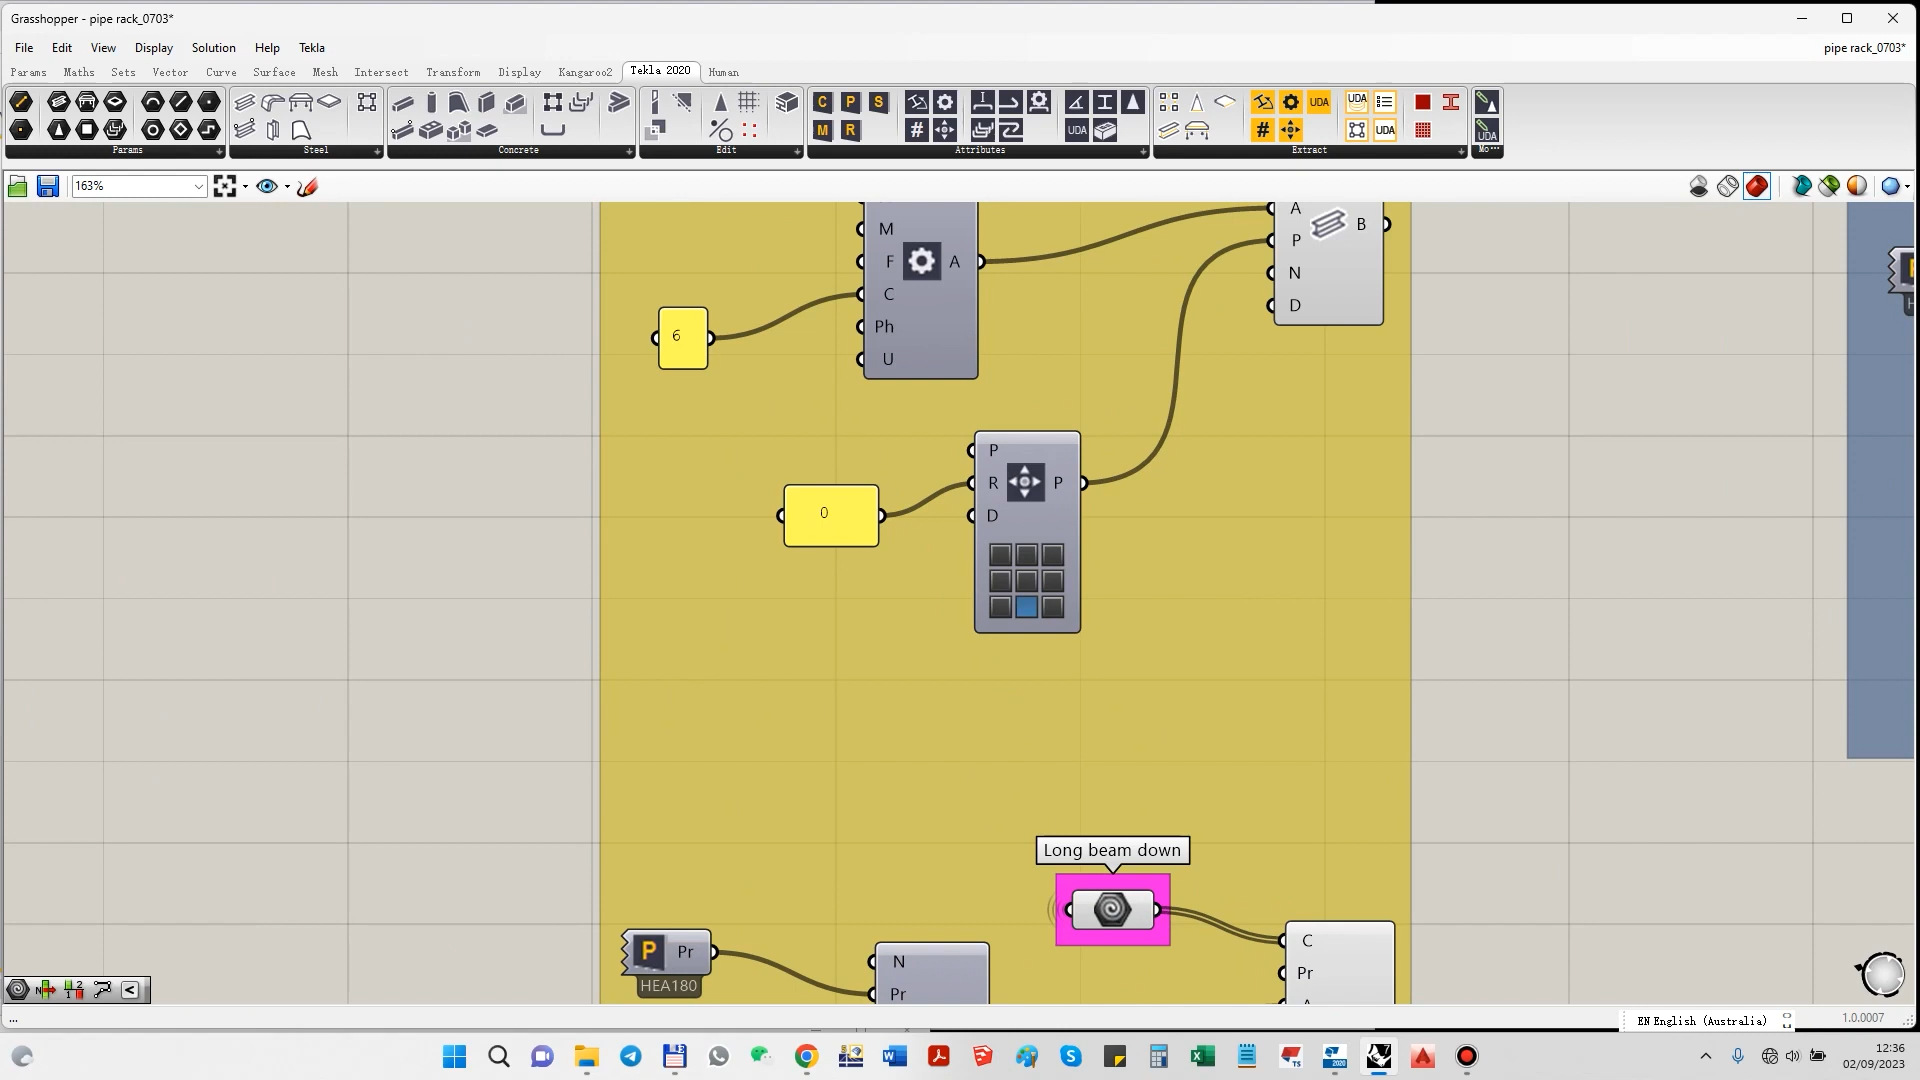 Grasshopper - pipe rack_0703*
File Edit View Display Solution Help Tekla
pipe rack_0703*
Params Maths Sets Vector Curve Surface Mesh Intersect Transform Display Kangaroo2 Tekla 2020 Human
C P S
UDA UDA
# M R # UDA UDA UDA
Params Steel Concrete Edit Attributes Extract Mo...
163%
A
B
M
P
F A
N
C
D
6
Ph
U
P
R P
0
D
Long beam down
P Pr
HEA180
N
Pr
C
Pr
...
EN English (Australia)
1.0.0007
12:36
02/09/2023